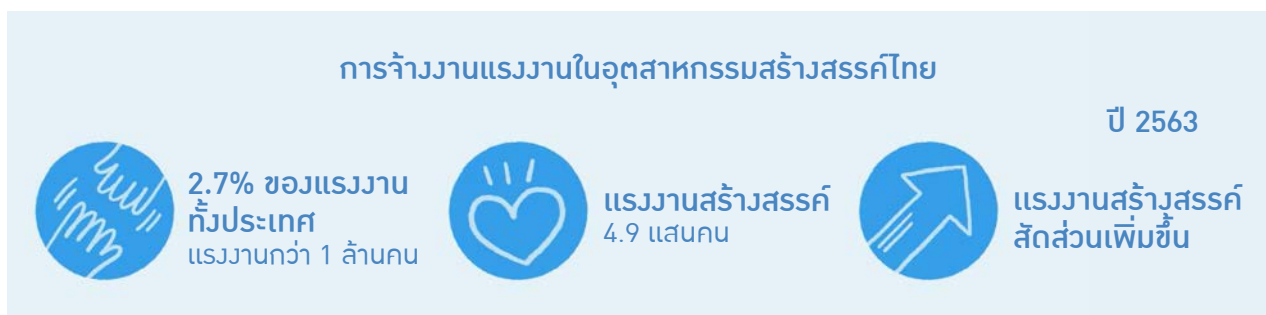 การจ้างงานแรงงานในอุตสาหกรรมสร้างสรรค์ไทย
ปี 2563
2.7% ของแรงงาน
ทั้งประเทศ
แรงงานกว่า 1 ล้านคน
แรงงานสร้างสรรค์
4.9 แสนคน
แรงงานสร้างสรรค์
สัดส่วนเพิ่มขึ้น